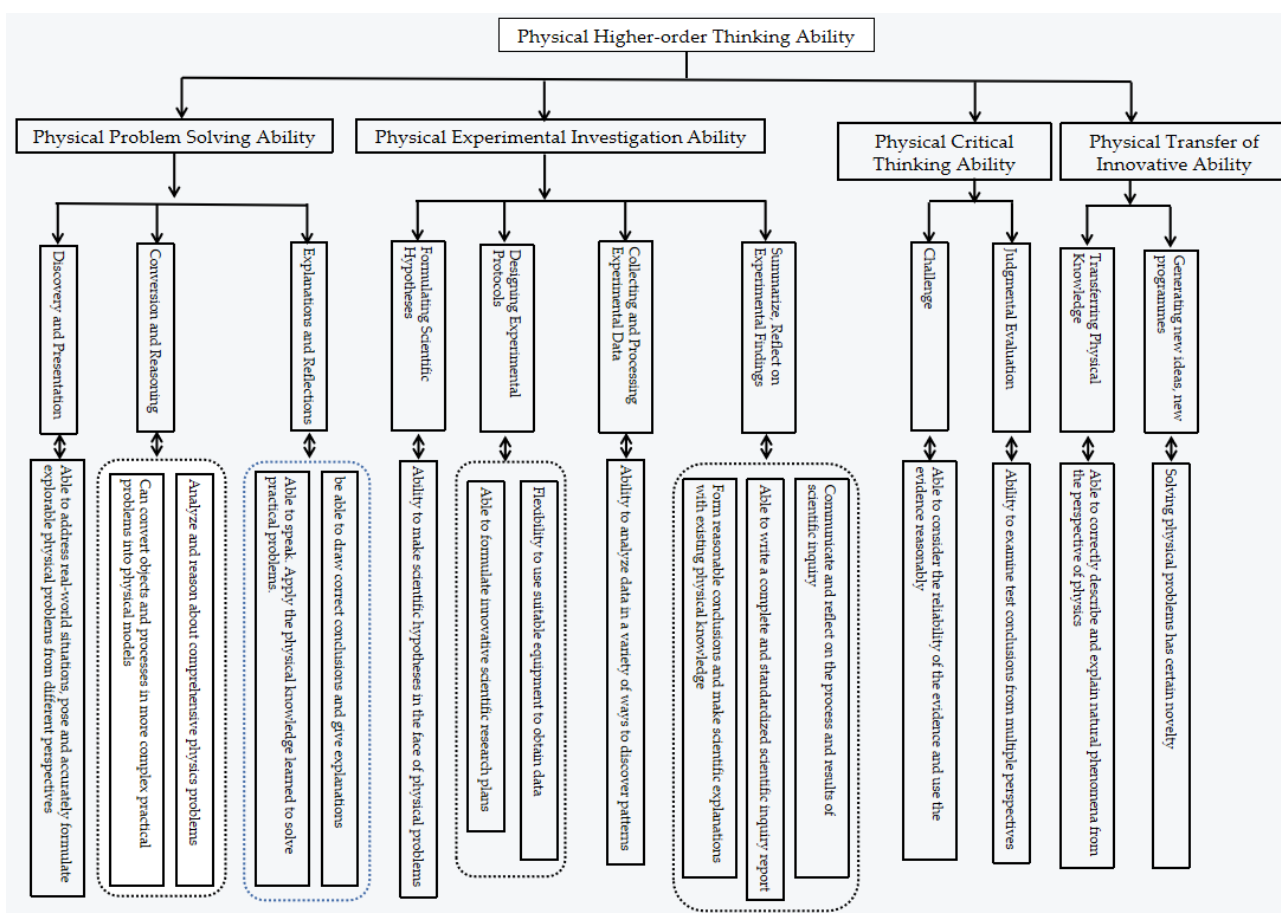 Physical Higher-order Thinking Ability
Physical Problem Solving Ability
Physical Experimental Investigation Ability
Physical Critical
Thinking Ability
Physical Transfer of
Innovative Ability
Discovery and Presentation
Conversion and Reasoning
Explanations and Reflections
Formulating Scientific
Hypotheses
Designing Experimental
Protocols
Collecting and Processing
Experimental Data
Summarize, Reflect on
Experimental Findings
Challenge
Judgmental Evaluation
Transferring Physical
Knowledge
Generating new ideas, new
programmes
Able to address real-world situations, pose and accurately formulate
explorable physical problems from different perspectives
Can convert objects and processes in more complex practical
problems into physical models
Analyze and reason about comprehensive physics problems
Able to speak. Apply the physical knowledge learned to solve
practical problems.
be able to draw correct conclusions and give explanations
Ability to make scientific hypotheses in the face of physical problems
Able to formulate innovative scientific research plans
Flexibility to use suitable equipment to obtain data
Ability to analyze data in a variety of ways to discover patterns
Form reasonable conclusions and make scientific explanations
with existing physical knowledge
Able to write a complete and standardized scientific inquiry report
Communicate and reflect on the process and results of
scientific inquiry
Able to consider the reliability of the evidence and use the
evidence reasonably
Ability to examine test conclusions from multiple perspectives
Able to correctly describe and explain natural phenomena from
the perspective of physics
Solving physical problems has certain novelty